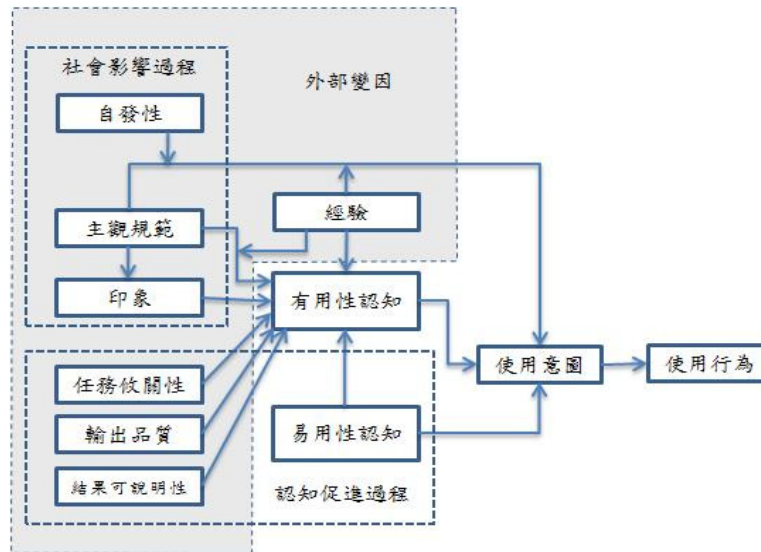 社會影響過程
外部變因
自發性
主觀規範
經驗
印象
有用性認知
任務攸關性
使用意圖
使用行為
輸出品質
易用性認知
結果可說明性
認知促進過程